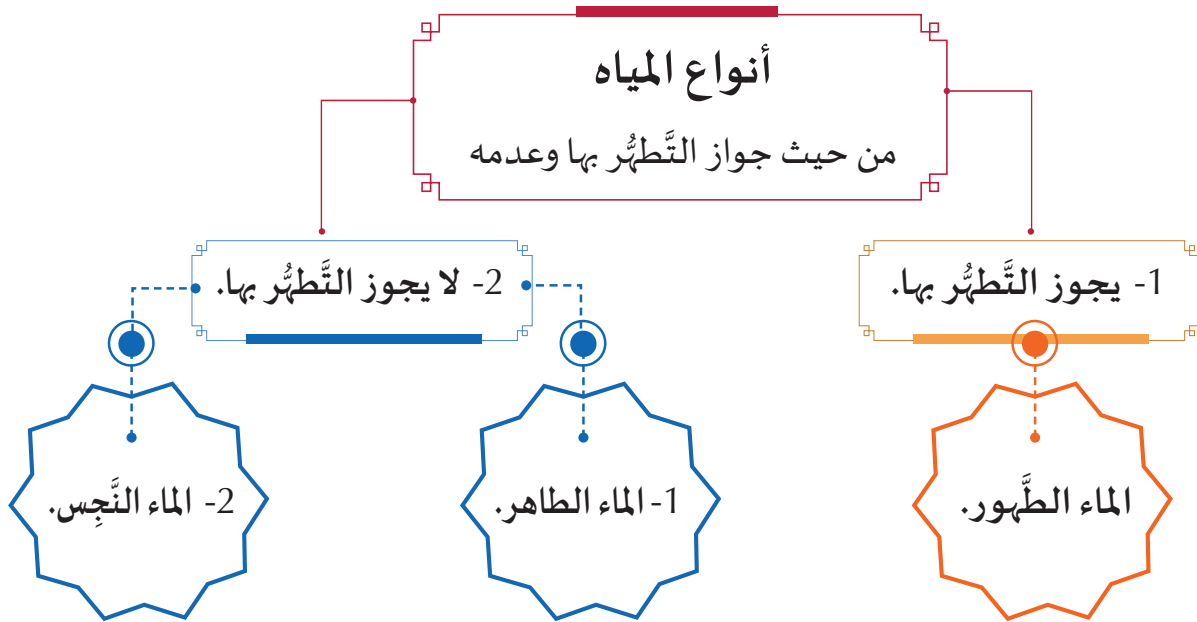 أنواع المياه
من حيث جواز التَّطهُّر بها وعدمه
1- يجوز التَّطهُّر بها.
2- لا يجوز التَّطهُّر بها.
الماء الطَّهور.
1- الماء الطاهر.
2- الماء النَّجِس.